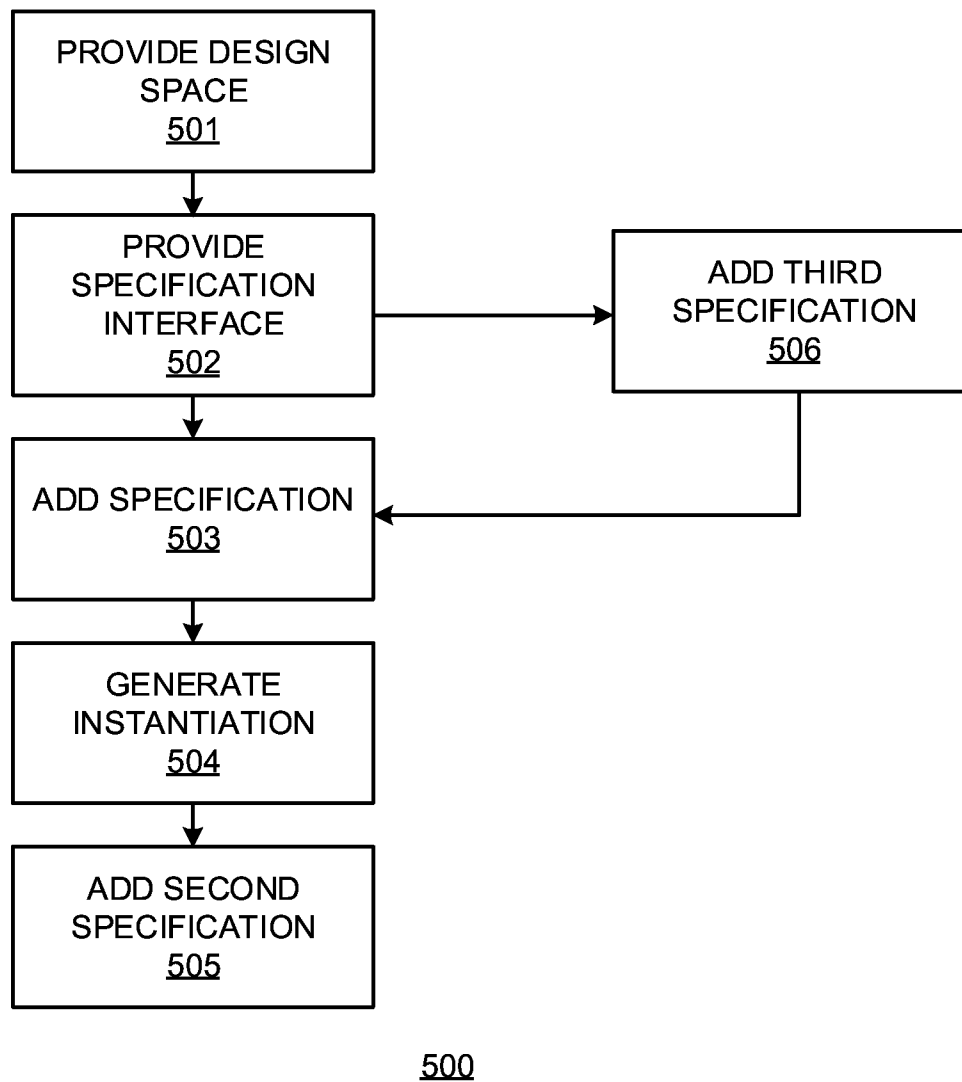 PROVIDE DESIGN
SPACE
501
PROVIDE
SPECIFICATION
INTERFACE
502
ADD THIRD
SPECIFICATION
506
ADD SPECIFICATION
503
GENERATE
INSTANTIATION
504
ADD SECOND
SPECIFICATION
505
500